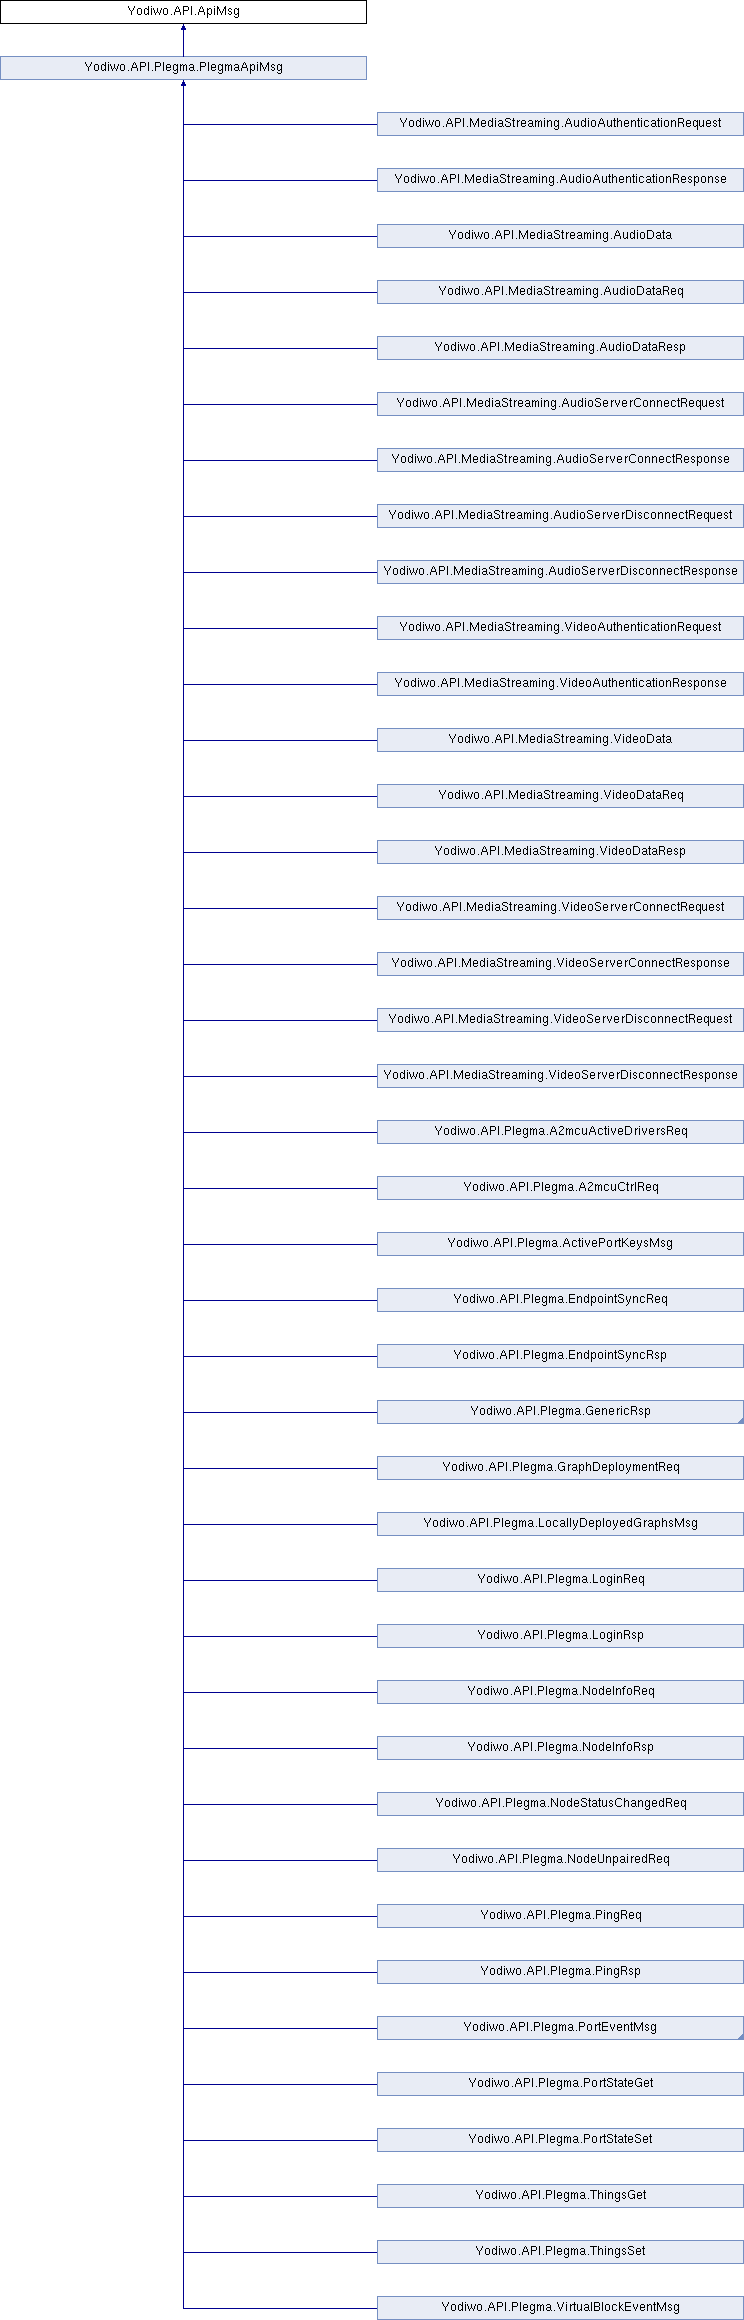 Yodiwo.API.ApiMsg
Yodiwo.API.Plegma.PlegmaApiMsg
Yodiwo.API.MediaStreaming.AudioAuthenticationRequest
Yodiwo.API.MediaStreaming.AudioAuthenticationResponse
Yodiwo.API.MediaStreaming.AudioData
Yodiwo.API.MediaStreaming.AudioDataReq
Yodiwo.API.MediaStreaming.AudioDataResp
Yodiwo.API.MediaStreaming.AudioServerConnectRequest
Yodiwo.API.MediaStreaming.AudioServerConnectResponse
Yodiwo.API.MediaStreaming.AudioServerDisconnectRequest
Yodiwo.API.MediaStreaming.AudioServerDisconnectResponse
Yodiwo.API.MediaStreaming.VideoAuthenticationRequest
Yodiwo.API.MediaStreaming.VideoAuthenticationResponse
Yodiwo.API.MediaStreaming.VideoData
Yodiwo.API.MediaStreaming.VideoDataReq
Yodiwo.API.MediaStreaming.VideoDataResp
Yodiwo.API.MediaStreaming.VideoServerConnectRequest
Yodiwo.API.MediaStreaming.VideoServerConnectResponse
Yodiwo.API.MediaStreaming.VideoServerDisconnectRequest
Yodiwo.API.MediaStreaming.VideoServerDisconnectResponse
Yodiwo.API.Plegma.A2mcuActiveDriversReq
Yodiwo.API.Plegma.A2mcuCtrlReq
Yodiwo.API.Plegma.ActivePortKeysMsg
Yodiwo.API.Plegma.EndpointSyncReq
Yodiwo.API.Plegma.EndpointSyncRsp
Yodiwo.API.Plegma.GenericRsp
Yodiwo.API.Plegma.GraphDeploymentReq
Yodiwo.API.Plegma.LocallyDeployedGraphsMsg
Yodiwo.API.Plegma.LoginReq
Yodiwo.API.Plegma.LoginRsp
Yodiwo.API.Plegma.NodeInfoReq
Yodiwo.API.Plegma.NodeInfoRsp
Yodiwo.API.Plegma.NodeStatusChangedReq
Yodiwo.API.Plegma.NodeUnpairedReq
Yodiwo.API.Plegma.PingReq
Yodiwo.API.Plegma.PingRsp
Yodiwo.API.Plegma.PortEventMsg
Yodiwo.API.Plegma.PortStateGet
Yodiwo.API.Plegma.PortStateSet
Yodiwo.API.Plegma.ThingsGet
Yodiwo.API.Plegma.ThingsSet
Yodiwo.API.Plegma.VirtualBlockEventMsg